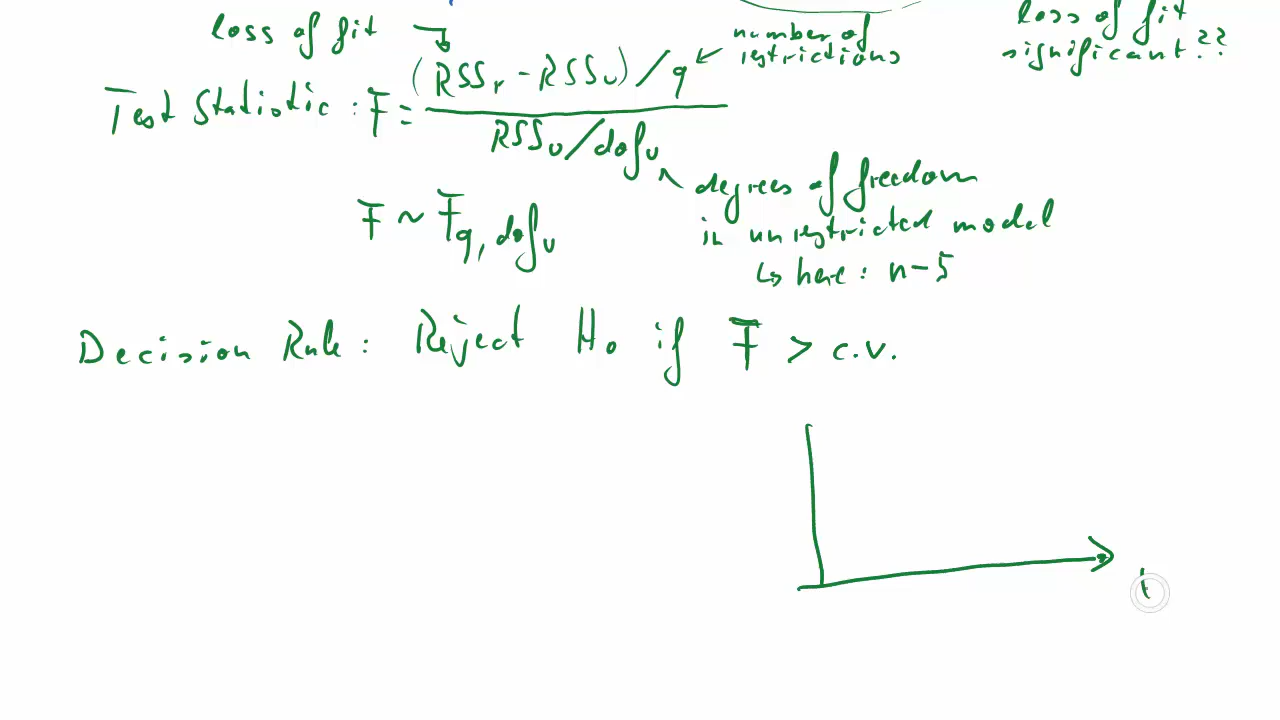 loss of fit
number of
restrictions
loss of fit
significant??
Test Statistic: F = (RSSr - RSSu)/q
RSSu/dofu
degrees of freedom
in unrestricted model
↳ here: n-5
F ~ Fq, dofu
Decision Rule: Reject H0 if F > c.v.